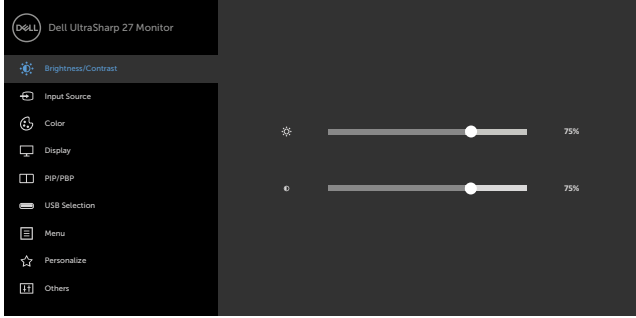 DELL
Dell UltraSharp 27 Monitor
Brightness/Contrast
Input Source
Color
Display
PIP/PBP
USB Selection
Menu
Personalize
Others
75%
75%